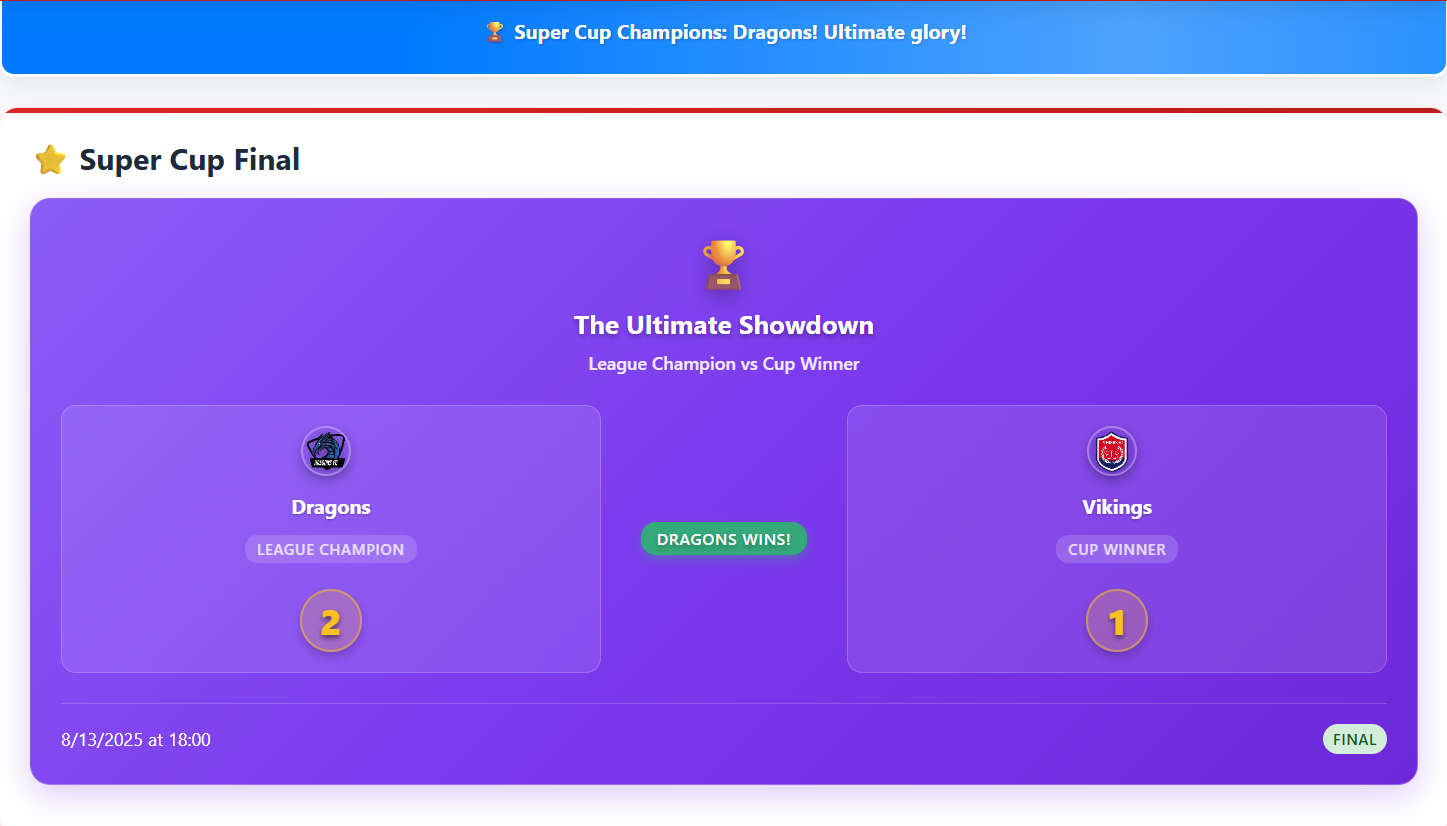 🏆 Super Cup Champions: Dragons! Ultimate glory!
⭐ Super Cup Final
The Ultimate Showdown
League Champion vs Cup Winner
Dragons
LEAGUE CHAMPION
2
DRAGONS WINS!
Vikings
CUP WINNER
1
8/13/2025 at 18:00
FINAL